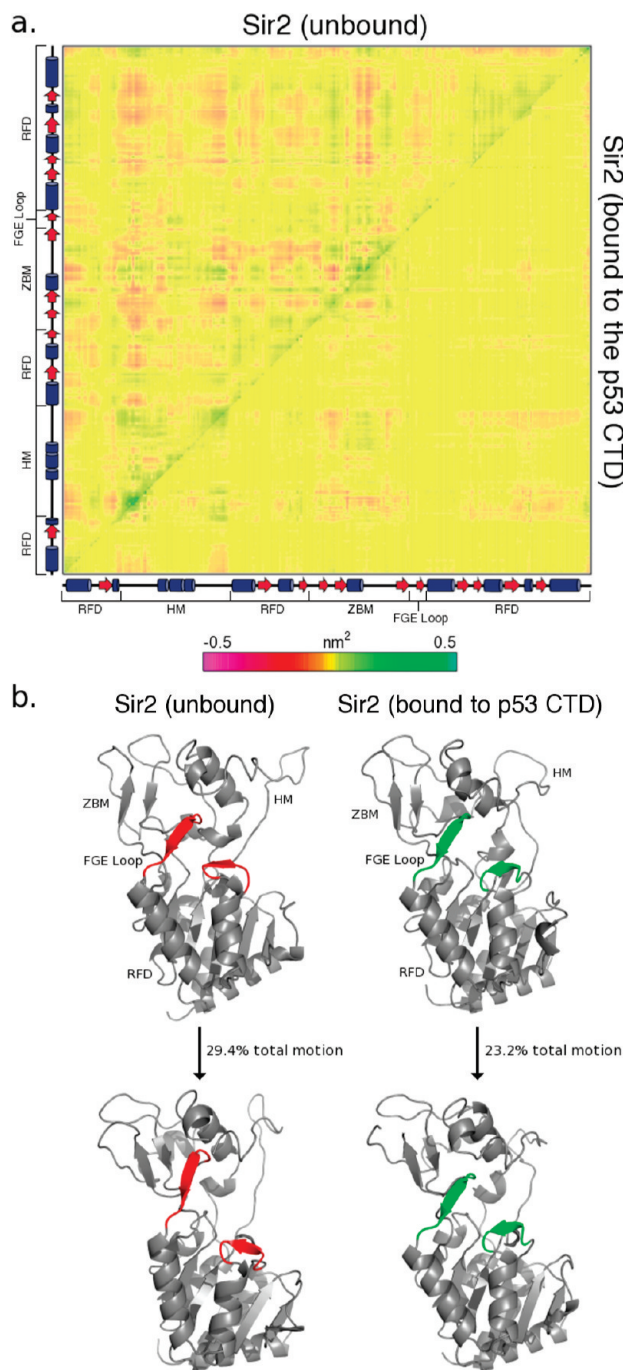 a.
Sir2 (unbound)
Sir2 (bound to the p53 CTD)
RFD
FGE Loop
ZBM
RFD
HM
RFD
RFD
HM
RFD
ZBM
FGE Loop
RFD
-0.5
nm²
0.5
b.
Sir2 (unbound)
Sir2 (bound to p53 CTD)
ZBM
HM
FGE Loop
RFD
HM
ZBM
FGE Loop
RFD
29.4% total motion
23.2% total motion